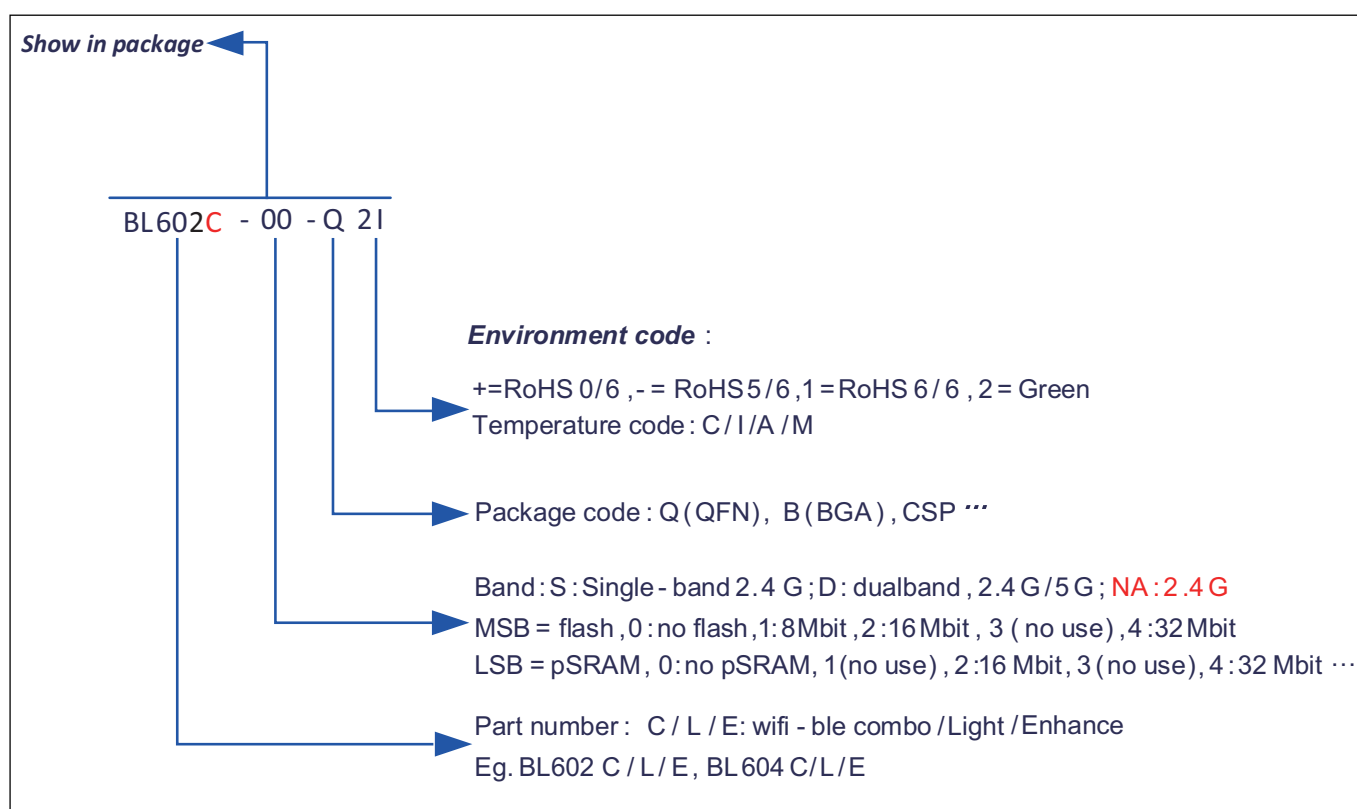 Show in package
BL602C - 00 - Q 2I
Environment code :
+=RoHS 0/6 ,- = RoHS 5/6 ,1 = RoHS 6/6 , 2 = Green
Temperature code : C / I / A / M
Package code : Q (QFN), B (BGA) , CSP ···
Band : S : Single - band 2.4 G ; D : dualband , 2.4 G/5 G ; NA : 2.4 G
MSB = flash ,0 : no flash ,1: 8 Mbit , 2 :16 Mbit , 3 ( no use) ,4 :32 Mbit
LSB = pSRAM, 0: no pSRAM, 1(no use) , 2:16 Mbit, 3 (no use), 4 : 32 Mbit ···
Part number : C / L / E: wifi - ble combo / Light / Enhance
Eg. BL602 C / L / E , BL604 C/L/E